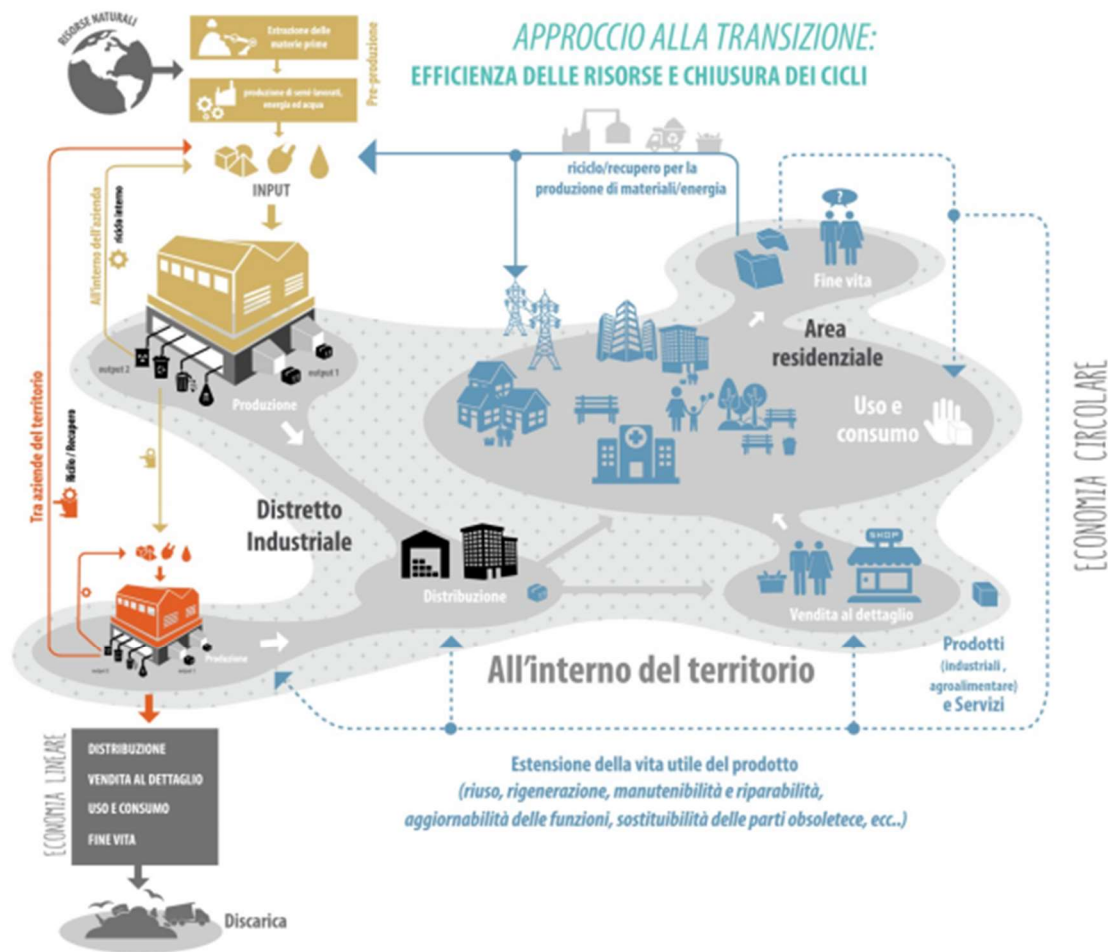 RISORSE NATURALI
Estrazione delle
materie prime
produzione di semi-lavorati,
energia ed acqua
Pre-produzione
APPROCCIO ALLA TRANSIZIONE:
EFFICIENZA DELLE RISORSE E CHIUSURA DEI CICLI
INPUT
riciclo/recupero per la
produzione di materiali/energia
All'interno dell'azienda
riciclo interno
?
Fine vita
Area
residenziale
output 2
output 1
Produzione
Uso e
consumo
Tra aziende del territorio
Riciclo / Recupero
Distretto
Industriale
SHOP
Distribuzione
Vendita al dettaglio
ECONOMIA CIRCOLARE
Produzione
All'interno del territorio
Prodotti
(industriali ,
agroalimentare)
e Servizi
ECONOMIA LINEARE
DISTRIBUZIONE
VENDITA AL DETTAGLIO
USO E CONSUMO
FINE VITA
Estensione della vita utile del prodotto
(riuso, rigenerazione, manutenibilità e riparabilità,
aggiornabilità delle funzioni, sostituibilità delle parti obsoletece, ecc..)
Discarica